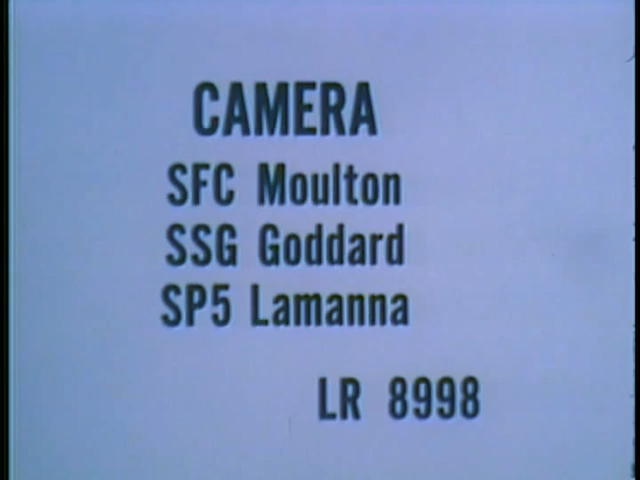 CAMERA
SFC Moulton
SSG Goddard
SP5 Lamanna
LR 8998